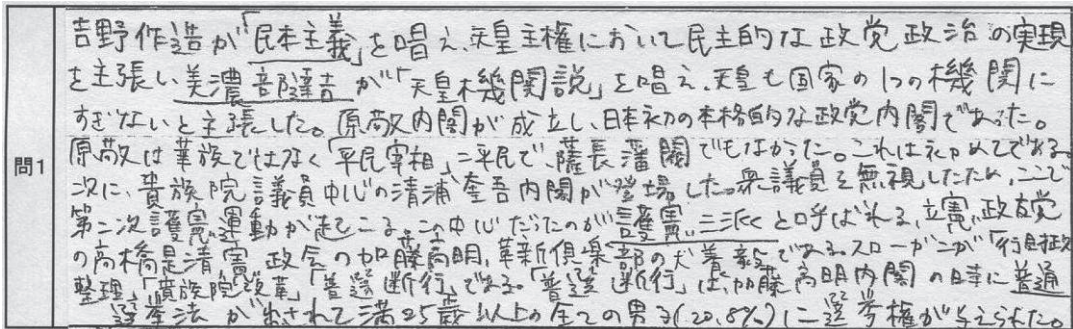 問1
吉野作造が「民本主義」を唱え、天皇主権において民主的な政党政治の実現
を主張し、美濃部達吉が「天皇機関説」を唱え、天皇も国家の1つの機関に
すぎないと主張した。原敬内閣が成立し、日本初の本格的な政党内閣であった。
原敬は華族ではなく「平民宰相」=平民で、薩長藩閥でもなかった。これは初めてである。
次に、貴族院議員中心の清浦奎吾内閣が登場した。衆議員を無視したため、ここで
第二次護憲運動が起こる。この中心だったのが護憲三派と呼ばれる、立憲政友党
の高橋是清、憲政会の加藤高明、革新倶楽部の犬養毅である。スローガンが「行財政
整理」「貴族院改革」「普選断行」である。「普選断行」は、加藤高明内閣の時に普通
選挙法が出されて満25歳以上の全ての男子(20.8%)に選挙権が与えられた。